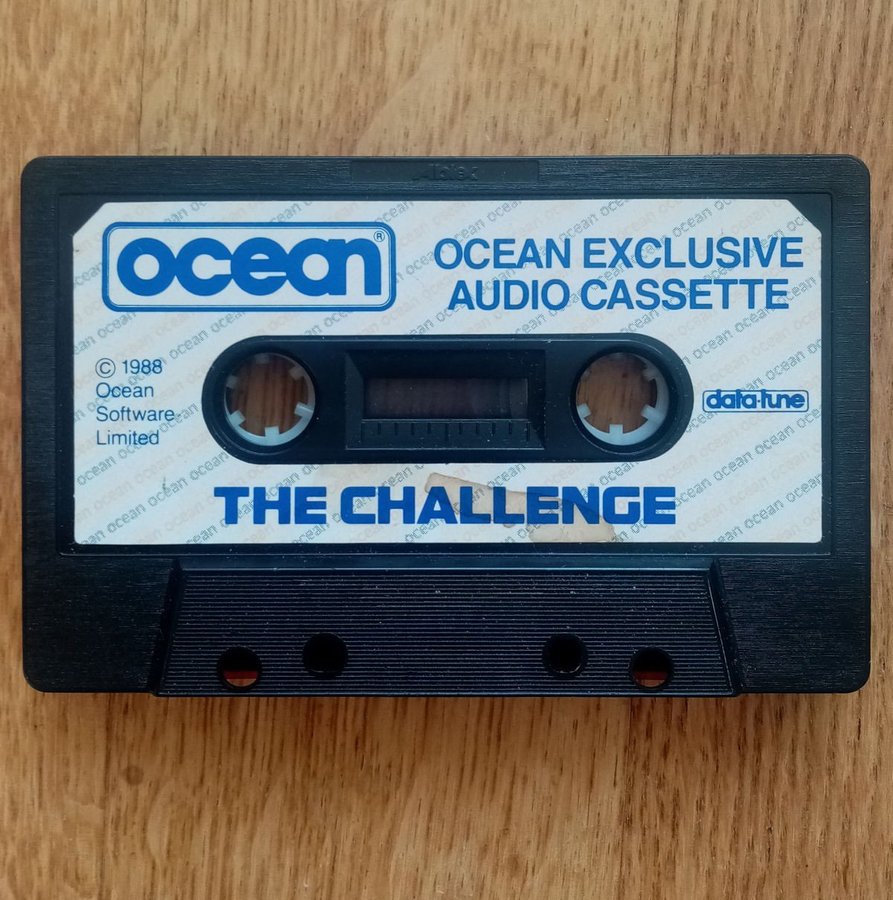 ocean®
OCEAN EXCLUSIVE
AUDIO CASSETTE
© 1988
Ocean
Software
Limited
data-tune
THE CHALLENGE